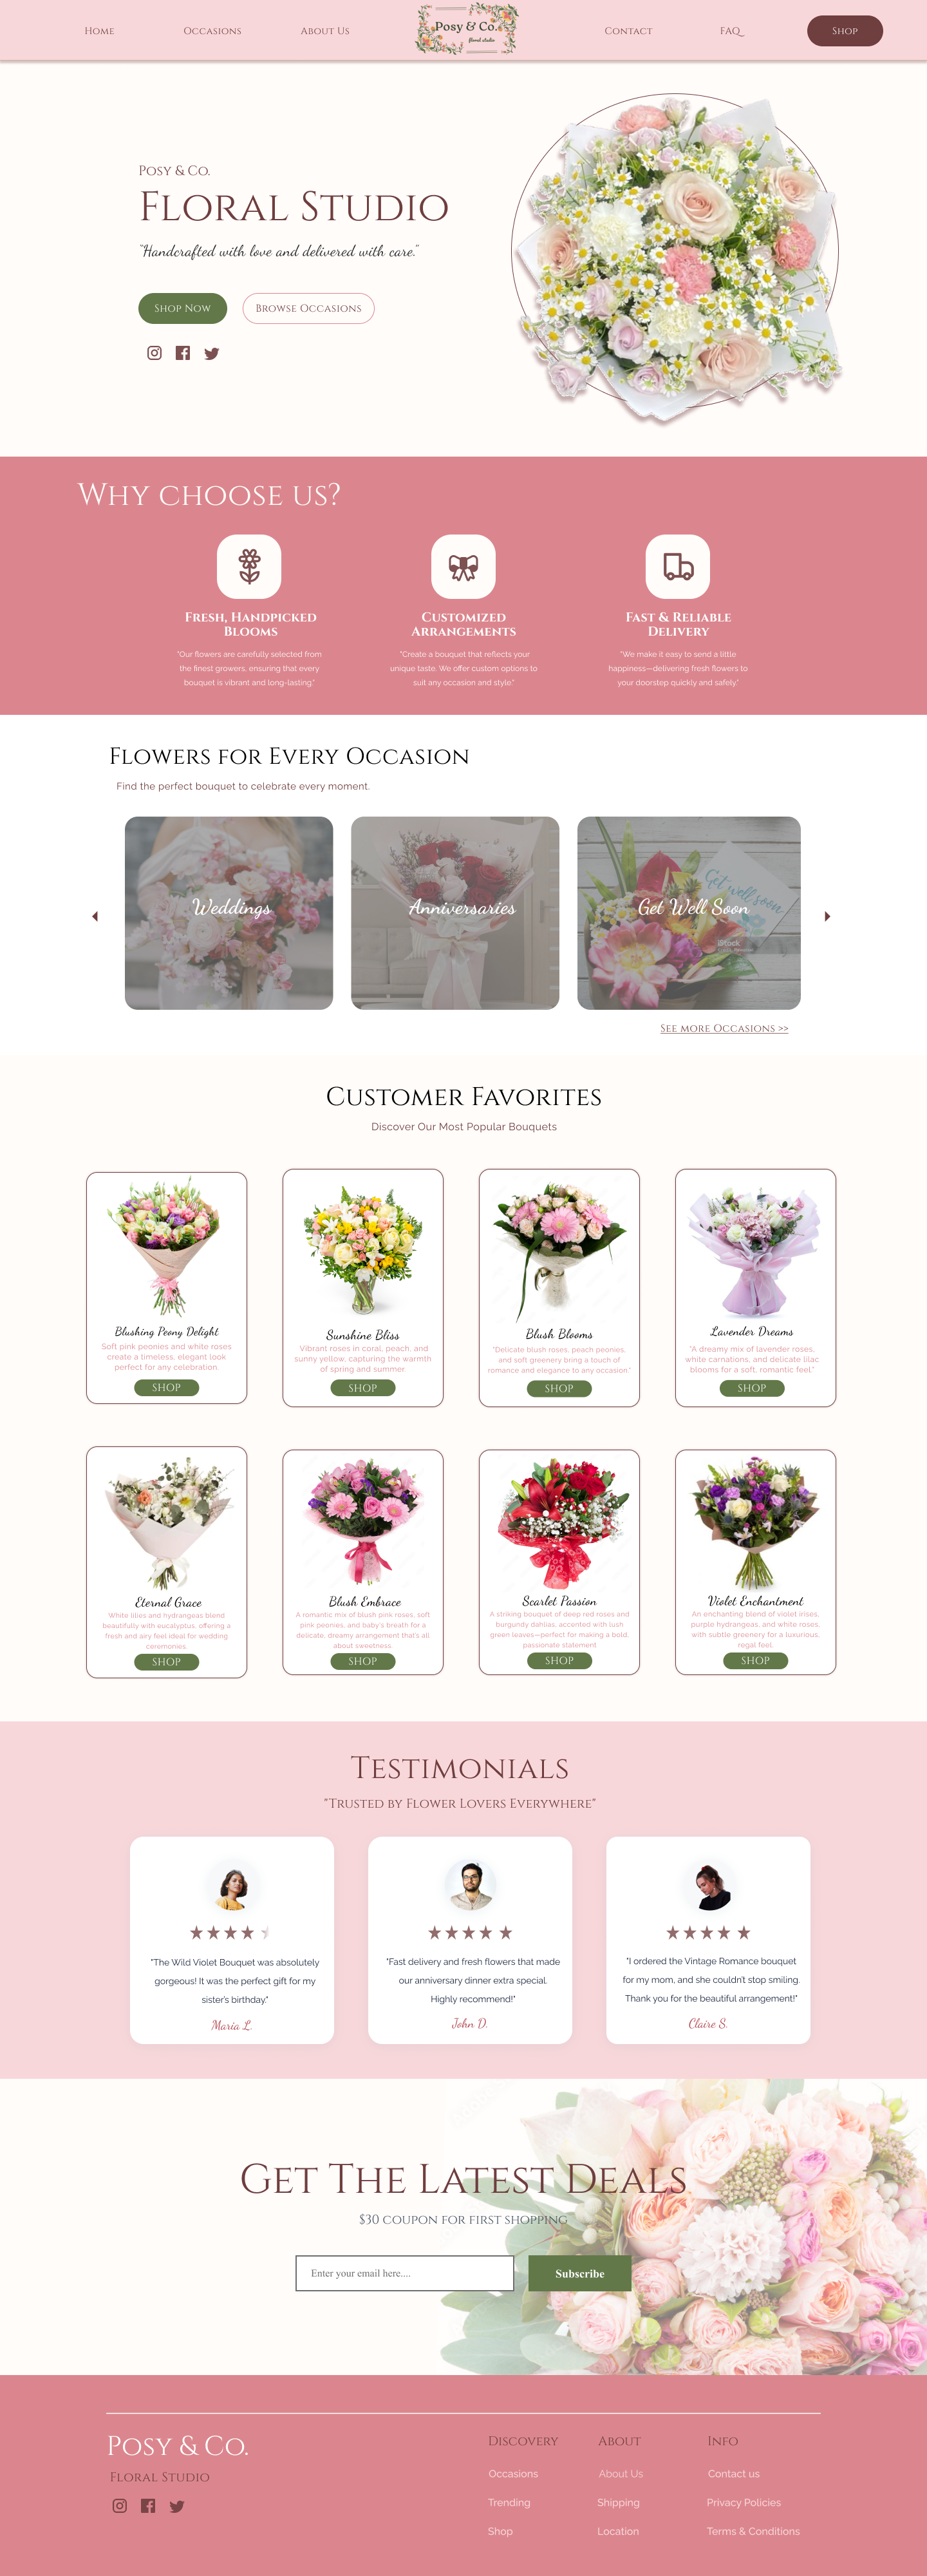 Home
Occasions
About Us
Posy & Co.
floral studio
Contact
FAQ
Shop
Posy & Co.
Floral Studio
"Handcrafted with love and delivered with care."
Shop Now
Browse Occasions
Why choose us?
Fresh, Handpicked
Blooms
"Our flowers are carefully selected from
the finest growers, ensuring that every
bouquet is vibrant and long-lasting."
Customized
Arrangements
"Create a bouquet that reflects your
unique taste. We offer custom options to
suit any occasion and style."
Fast & Reliable
Delivery
"We make it easy to send a little
happiness—delivering fresh flowers to
your doorstep quickly and safely."
Flowers for Every Occasion
Find the perfect bouquet to celebrate every moment.
Weddings
Anniversaries
Get well soon
Get Well Soon
iStock
See more Occasions >>
Customer Favorites
Discover Our Most Popular Bouquets
Blushing Peony Delight
Soft pink peonies and white roses
create a timeless, elegant look
perfect for any celebration.
SHOP
Sunshine Bliss
Vibrant roses in coral, peach, and
sunny yellow, capturing the warmth
of spring and summer.
SHOP
Blush Blooms
"Delicate blush roses, peach peonies,
and soft greenery bring a touch of
romance and elegance to any occasion."
SHOP
Lavender Dreams
"A dreamy mix of lavender roses,
white carnations, and delicate lilac
blooms for a soft, romantic feel."
SHOP
Eternal Grace
White lilies and hydrangeas blend
beautifully with eucalyptus, offering a
fresh and airy feel ideal for wedding
ceremonies.
SHOP
Blush Embrace
A romantic mix of blush pink roses, soft
pink peonies, and baby's breath for a
delicate, dreamy arrangement that's all
about sweetness.
SHOP
Scarlet Passion
A striking bouquet of deep red roses and
burgundy dahlias, accented with lush
green leaves—perfect for making a bold,
passionate statement.
SHOP
Violet Enchantment
An enchanting blend of violet irises,
purple hydrangeas, and white roses,
with subtle greenery for a luxurious,
regal feel.
SHOP
Testimonials
"Trusted by Flower Lovers Everywhere"
"The Wild Violet Bouquet was absolutely
gorgeous! It was the perfect gift for my
sister's birthday."
Maria L.
"Fast delivery and fresh flowers that made
our anniversary dinner extra special.
Highly recommend!"
John D.
"I ordered the Vintage Romance bouquet
for my mom, and she couldn't stop smiling.
Thank you for the beautiful arrangement!"
Claire S.
Get The Latest Deals
$30 coupon for first shopping
Enter your email here....
Subscribe
Posy & Co.
Floral Studio
Discovery
Occasions
Trending
Shop
About
About Us
Shipping
Location
Info
Contact us
Privacy Policies
Terms & Conditions